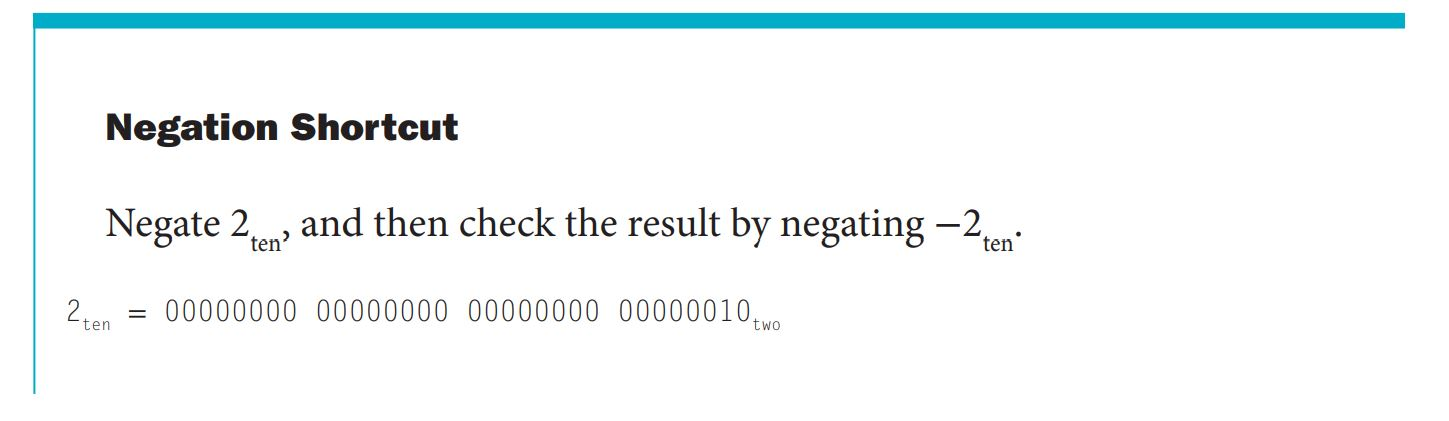 Negation Shortcut
Negate 2ten, and then check the result by negating −2ten.
2ten = 00000000 00000000 00000000 00000010two